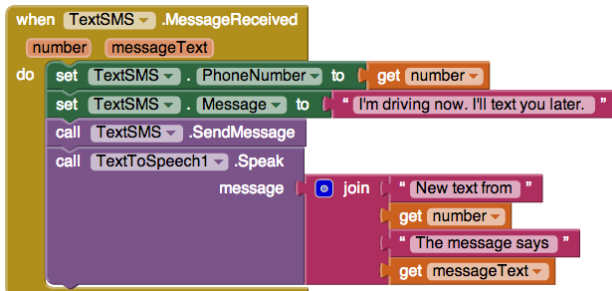 when TextSMS .MessageReceived
number messageText
do set TextSMS . PhoneNumber to get number
set TextSMS . Message to " I'm driving now. I'll text you later. "
call TextSMS .SendMessage
call TextToSpeech1 .Speak
message join " New text from "
get number
" The message says "
get messageText